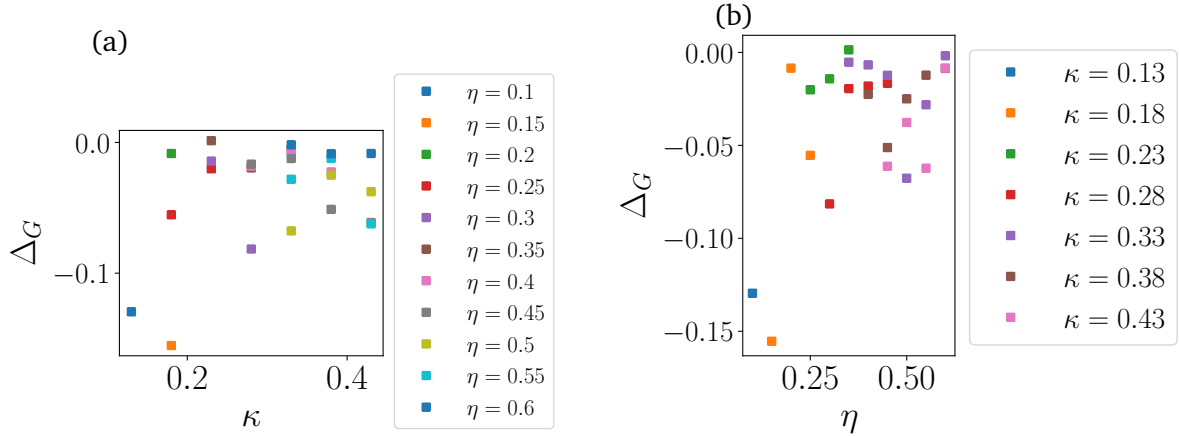 (a)
0.0
−0.1
Δ_G
0.2
0.4
κ
η = 0.1
η = 0.15
η = 0.2
η = 0.25
η = 0.3
η = 0.35
η = 0.4
η = 0.45
η = 0.5
η = 0.55
η = 0.6
(b)
0.00
−0.05
−0.10
−0.15
Δ_G
0.25
0.50
η
κ = 0.13
κ = 0.18
κ = 0.23
κ = 0.28
κ = 0.33
κ = 0.38
κ = 0.43